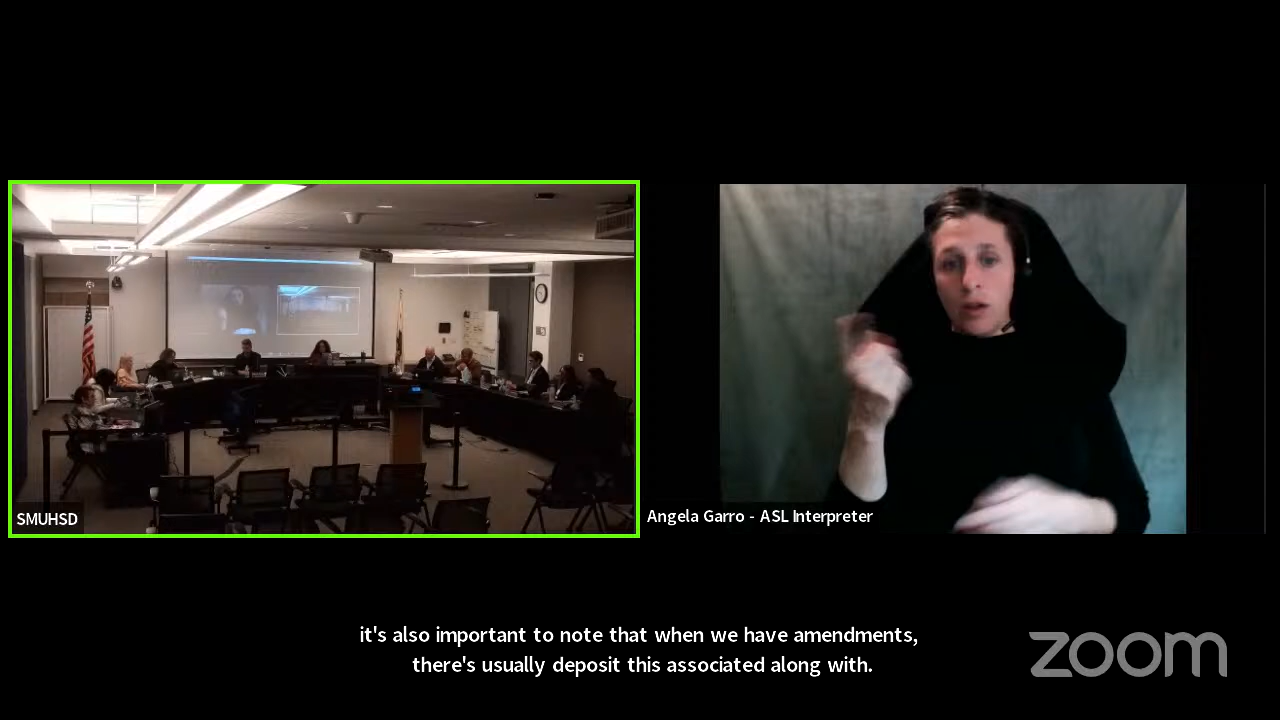 SMUHSD
Angela Garro - ASL Interpreter
it's also important to note that when we have amendments,
there's usually deposit this associated along with.
zoom